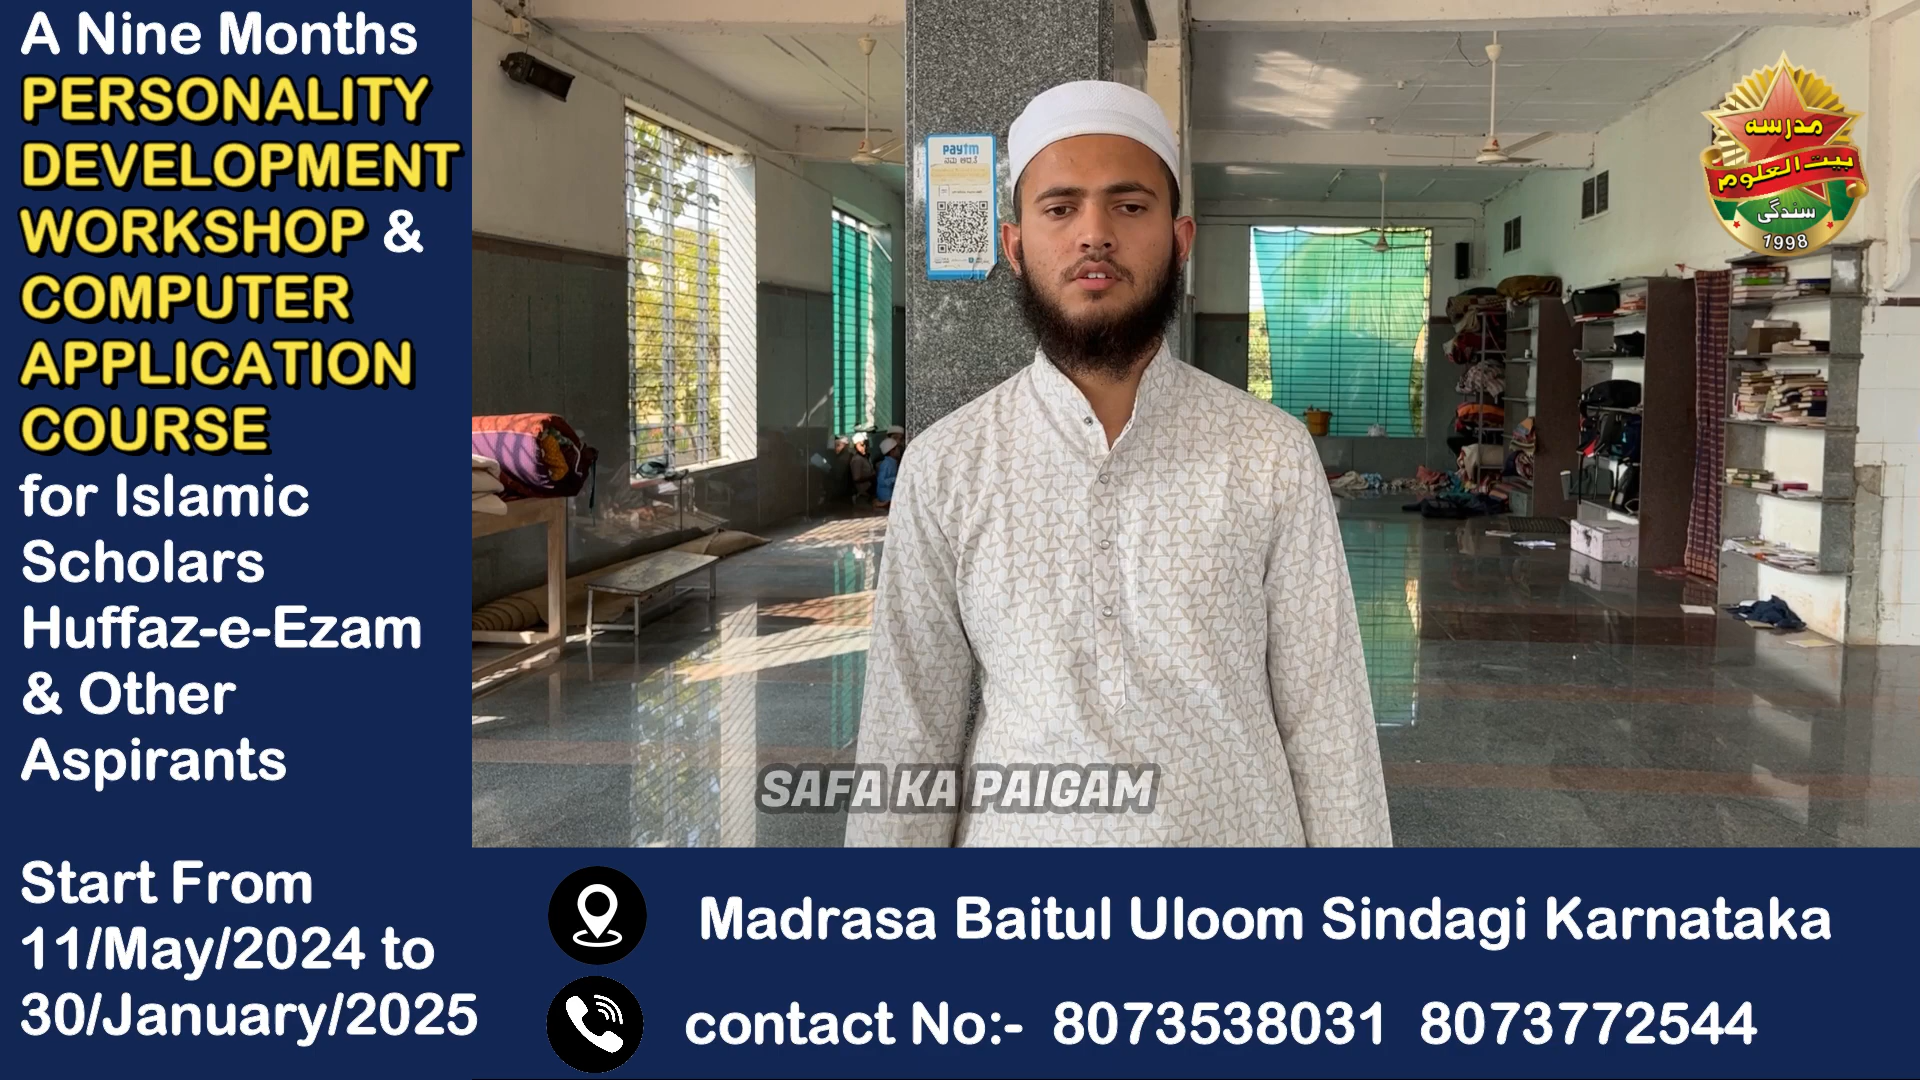 A Nine Months
PERSONALITY
DEVELOPMENT
WORKSHOP &
COMPUTER
APPLICATION
COURSE
for Islamic
Scholars
Huffaz-e-Ezam
& Other
Aspirants
Start From
11/May/2024 to
30/January/2025
paytm
مدرسه
بيت العلوم
سندگی
1998
SAFA KA PAIGAM
Madrasa Baitul Uloom Sindagi Karnataka
contact No:- 8073538031 8073772544